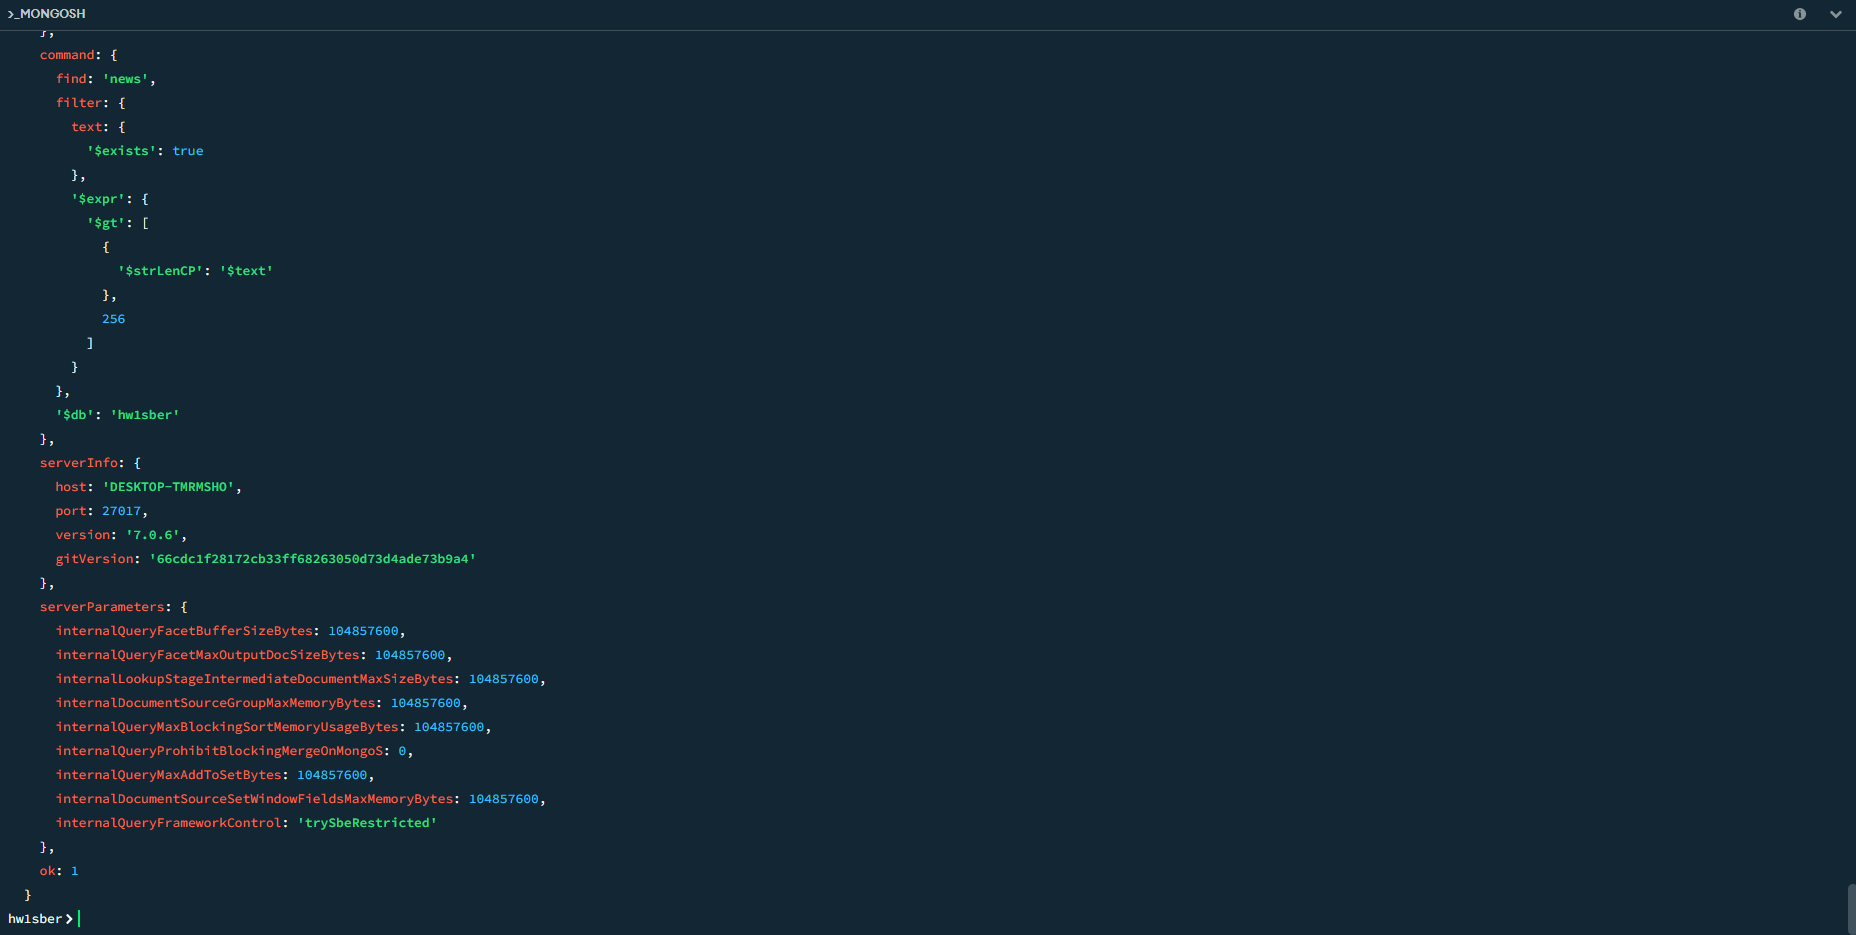 >_MONGOSH
},
command: {
find: 'news',
filter: {
text: {
'$exists': true
},
'$expr': {
'$gt': [
{
'$strLenCP': '$text'
},
256
]
}
},
'$db': 'hw1sber'
},
serverInfo: {
host: 'DESKTOP-TMRMSHO',
port: 27017,
version: '7.0.6',
gitVersion: '66cdc1f28172cb33ff68263050d73d4ade73b9a4'
},
serverParameters: {
internalQueryFacetBufferSizeBytes: 104857600,
internalQueryFacetMaxOutputDocSizeBytes: 104857600,
internalLookupStageIntermediateDocumentMaxSizeBytes: 104857600,
internalDocumentSourceGroupMaxMemoryBytes: 104857600,
internalQueryMaxBlockingSortMemoryUsageBytes: 104857600,
internalQueryProhibitBlockingMergeOnMongoS: 0,
internalQueryMaxAddToSetBytes: 104857600,
internalDocumentSourceSetWindowFieldsMaxMemoryBytes: 104857600,
internalQueryFrameworkControl: 'trySbeRestricted'
},
ok: 1
}
hw1sber>